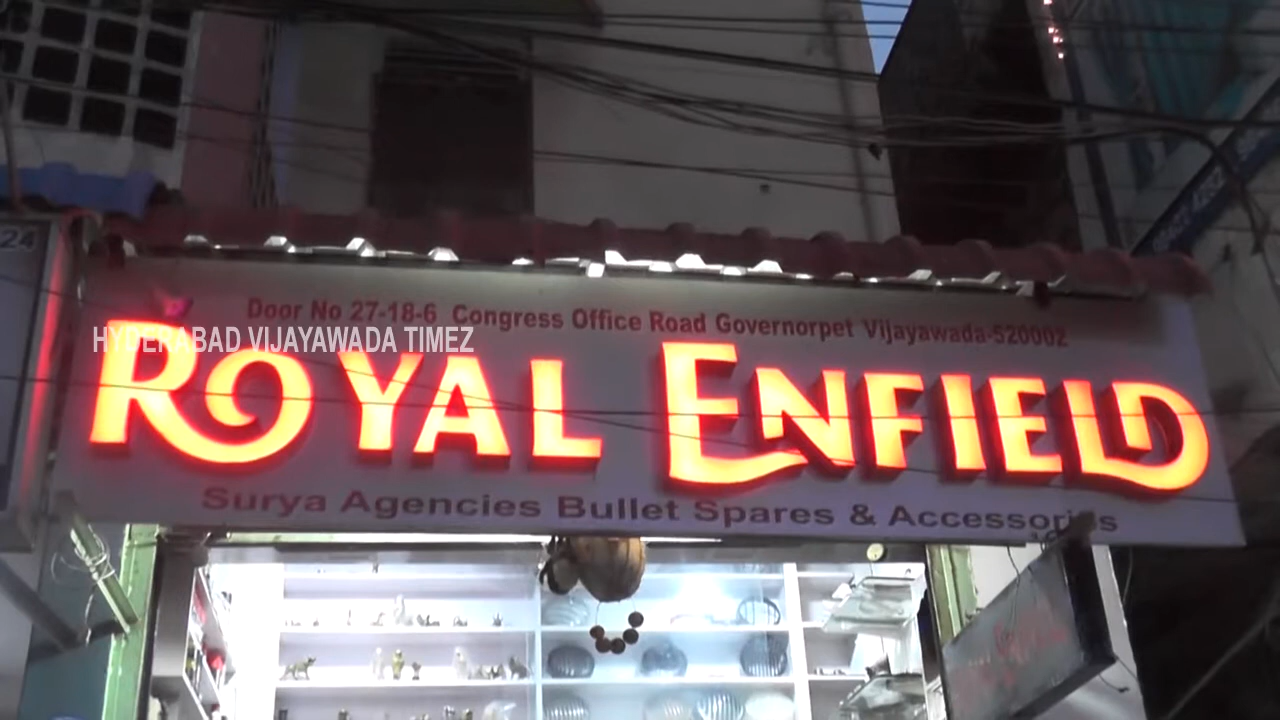 24
Door No 27-18-6 Congress Office Road Governorpet Vijayawada-520002
HYDERABAD VIJAYAWADA TIMEZ
ROYAL ENFIELD
Surya Agencies Bullet Spares & Accessories